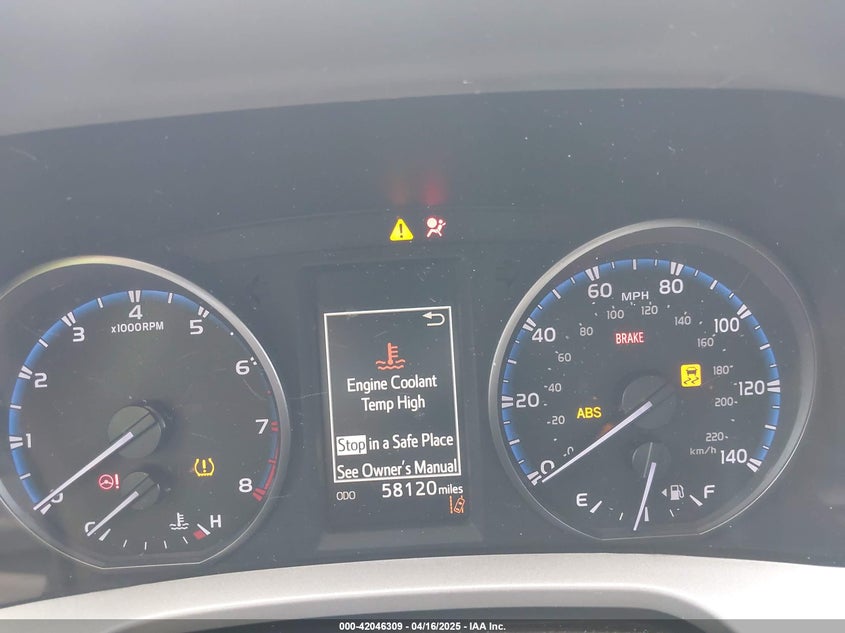 Engine Coolant
Temp High
Stop in a Safe Place
See Owner's Manual
ODO 58120 miles
0 1 2 3 4 5 6 7 8
x1000RPM
C H
0 20 40 60 80 100 120 140
MPH
0 20 40 60 80 100 120 140 160 180 200 220
km/h
BRAKE
ABS
E F
000-42046309 - 04/16/2025 - IAA Inc.